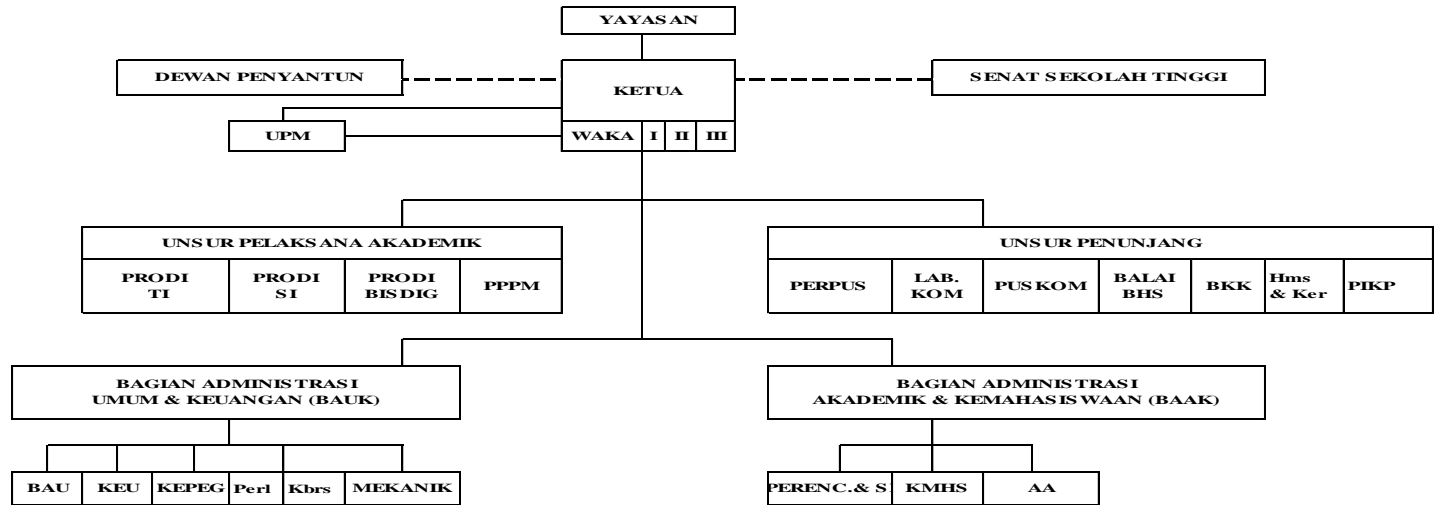 YAYASAN
DEWAN PENYANTUN
KETUA
SENAT SEKOLAH TINGGI
UPM
WAKA I II III
UNSUR PELAKSANA AKADEMIK
PRODI TI
PRODI SI
PRODI BISDIG
PPPM
UNSUR PENUNJANG
PERPUS
LAB. KOM
PUSKOM
BALAI BHS
BKK
Hms & Ker
PIKP
BAGIAN ADMINISTRASI
UMUM & KEUANGAN (BAUK)
BAGIAN ADMINISTRASI
AKADEMIK & KEMAHASISWAAN (BAAK)
BAU
KEU
KEPEG
Perl
Kbrs
MEKANIK
PERENC.& S
KMHS
AA